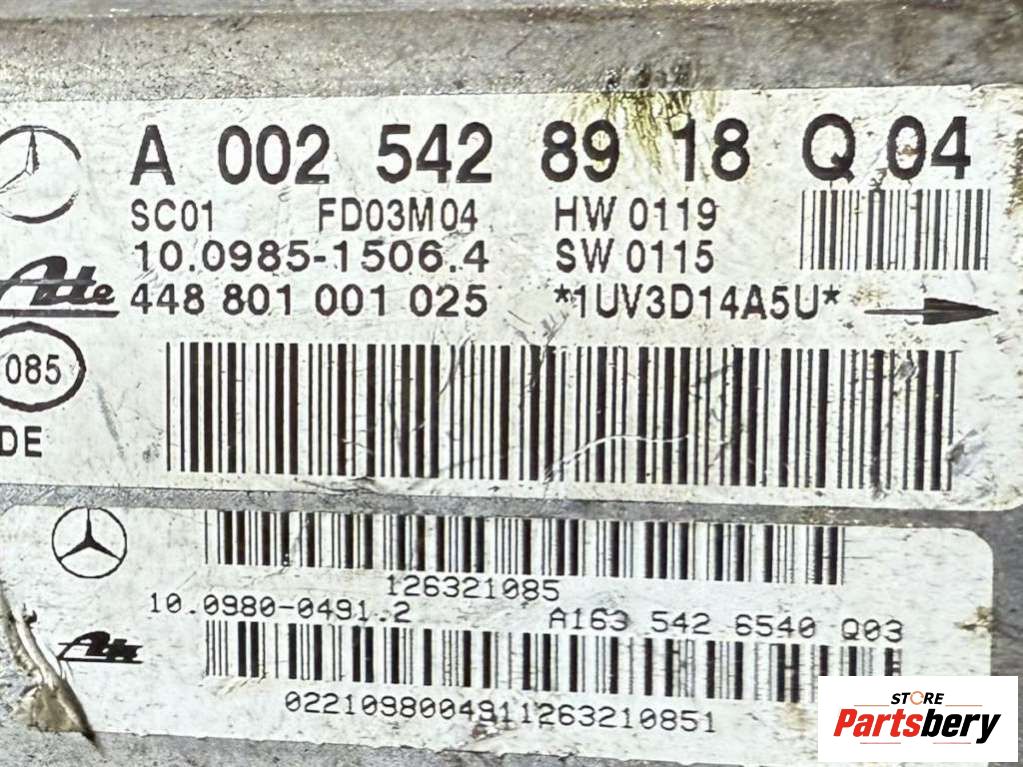 A 002 542 89 18 Q 04
SC01 FD03M04 HW 0119
10.0985-1506.4 SW 0115
Ate 448 801 001 025 *1UV3D14A5U*
085
DE
126321085
10.0980-0491.2 A163 542 6540 Q03
Ate
0221098004911263210851
STORE
Partsbery